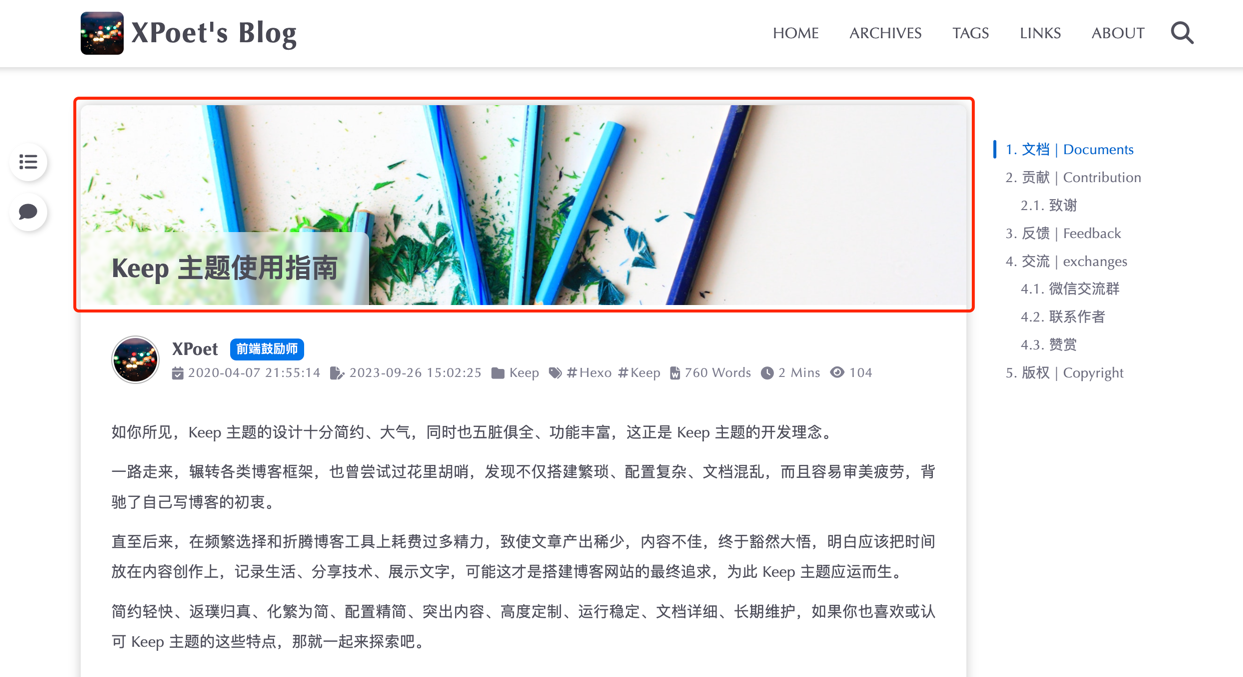 XPoet's Blog
HOME ARCHIVES TAGS LINKS ABOUT
Keep 主题使用指南
XPoet 前端鼓励师
2020-04-07 21:55:14 2023-09-26 15:02:25 Keep #Hexo #Keep 760 Words 2 Mins 104
如你所见，Keep 主题的设计十分简约、大气，同时也五脏俱全、功能丰富，这正是 Keep 主题的开发理念。
一路走来，辗转各类博客框架，也曾尝试过花里胡哨，发现不仅搭建繁琐、配置复杂、文档混乱，而且容易审美疲劳，背
驰了自己写博客的初衷。
直至后来，在频繁选择和折腾博客工具上耗费过多精力，致使文章产出稀少，内容不佳，终于豁然大悟，明白应该把时间
放在内容创作上，记录生活、分享技术、展示文字，可能这才是搭建博客网站的最终追求，为此 Keep 主题应运而生。
简约轻快、返璞归真、化繁为简、配置精简、突出内容、高度定制、运行稳定、文档详细、长期维护，如果你也喜欢或认
可 Keep 主题的这些特点，那就一起来探索吧。
1. 文档 | Documents
2. 贡献 | Contribution
2.1. 致谢
3. 反馈 | Feedback
4. 交流 | exchanges
4.1. 微信交流群
4.2. 联系作者
4.3. 赞赏
5. 版权 | Copyright